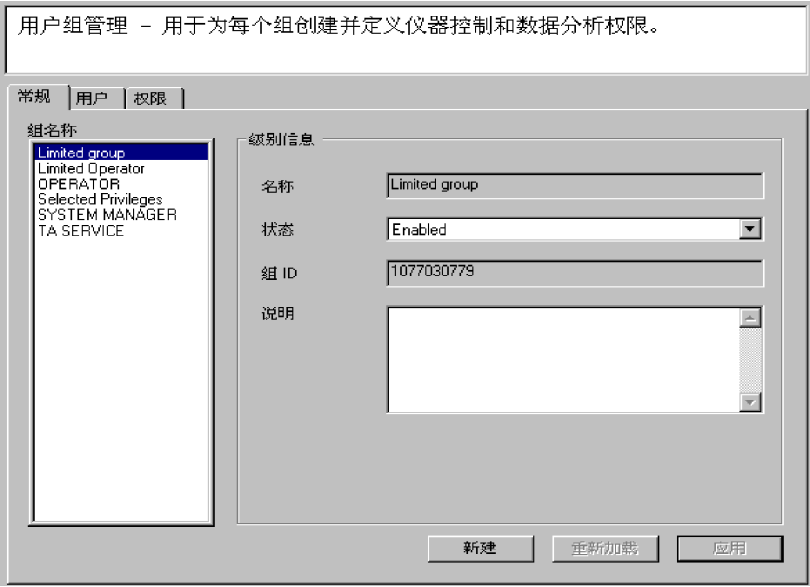 用户组管理 - 用于为每个组创建并定义仪器控制和数据分析权限。
常规 用户 权限
组名称
Limited group
Limited Operator
OPERATOR
Selected Privileges
SYSTEM MANAGER
TA SERVICE
级别信息
名称 Limited group
状态 Enabled
组 ID 1077030779
说明
新建 重新加载 应用